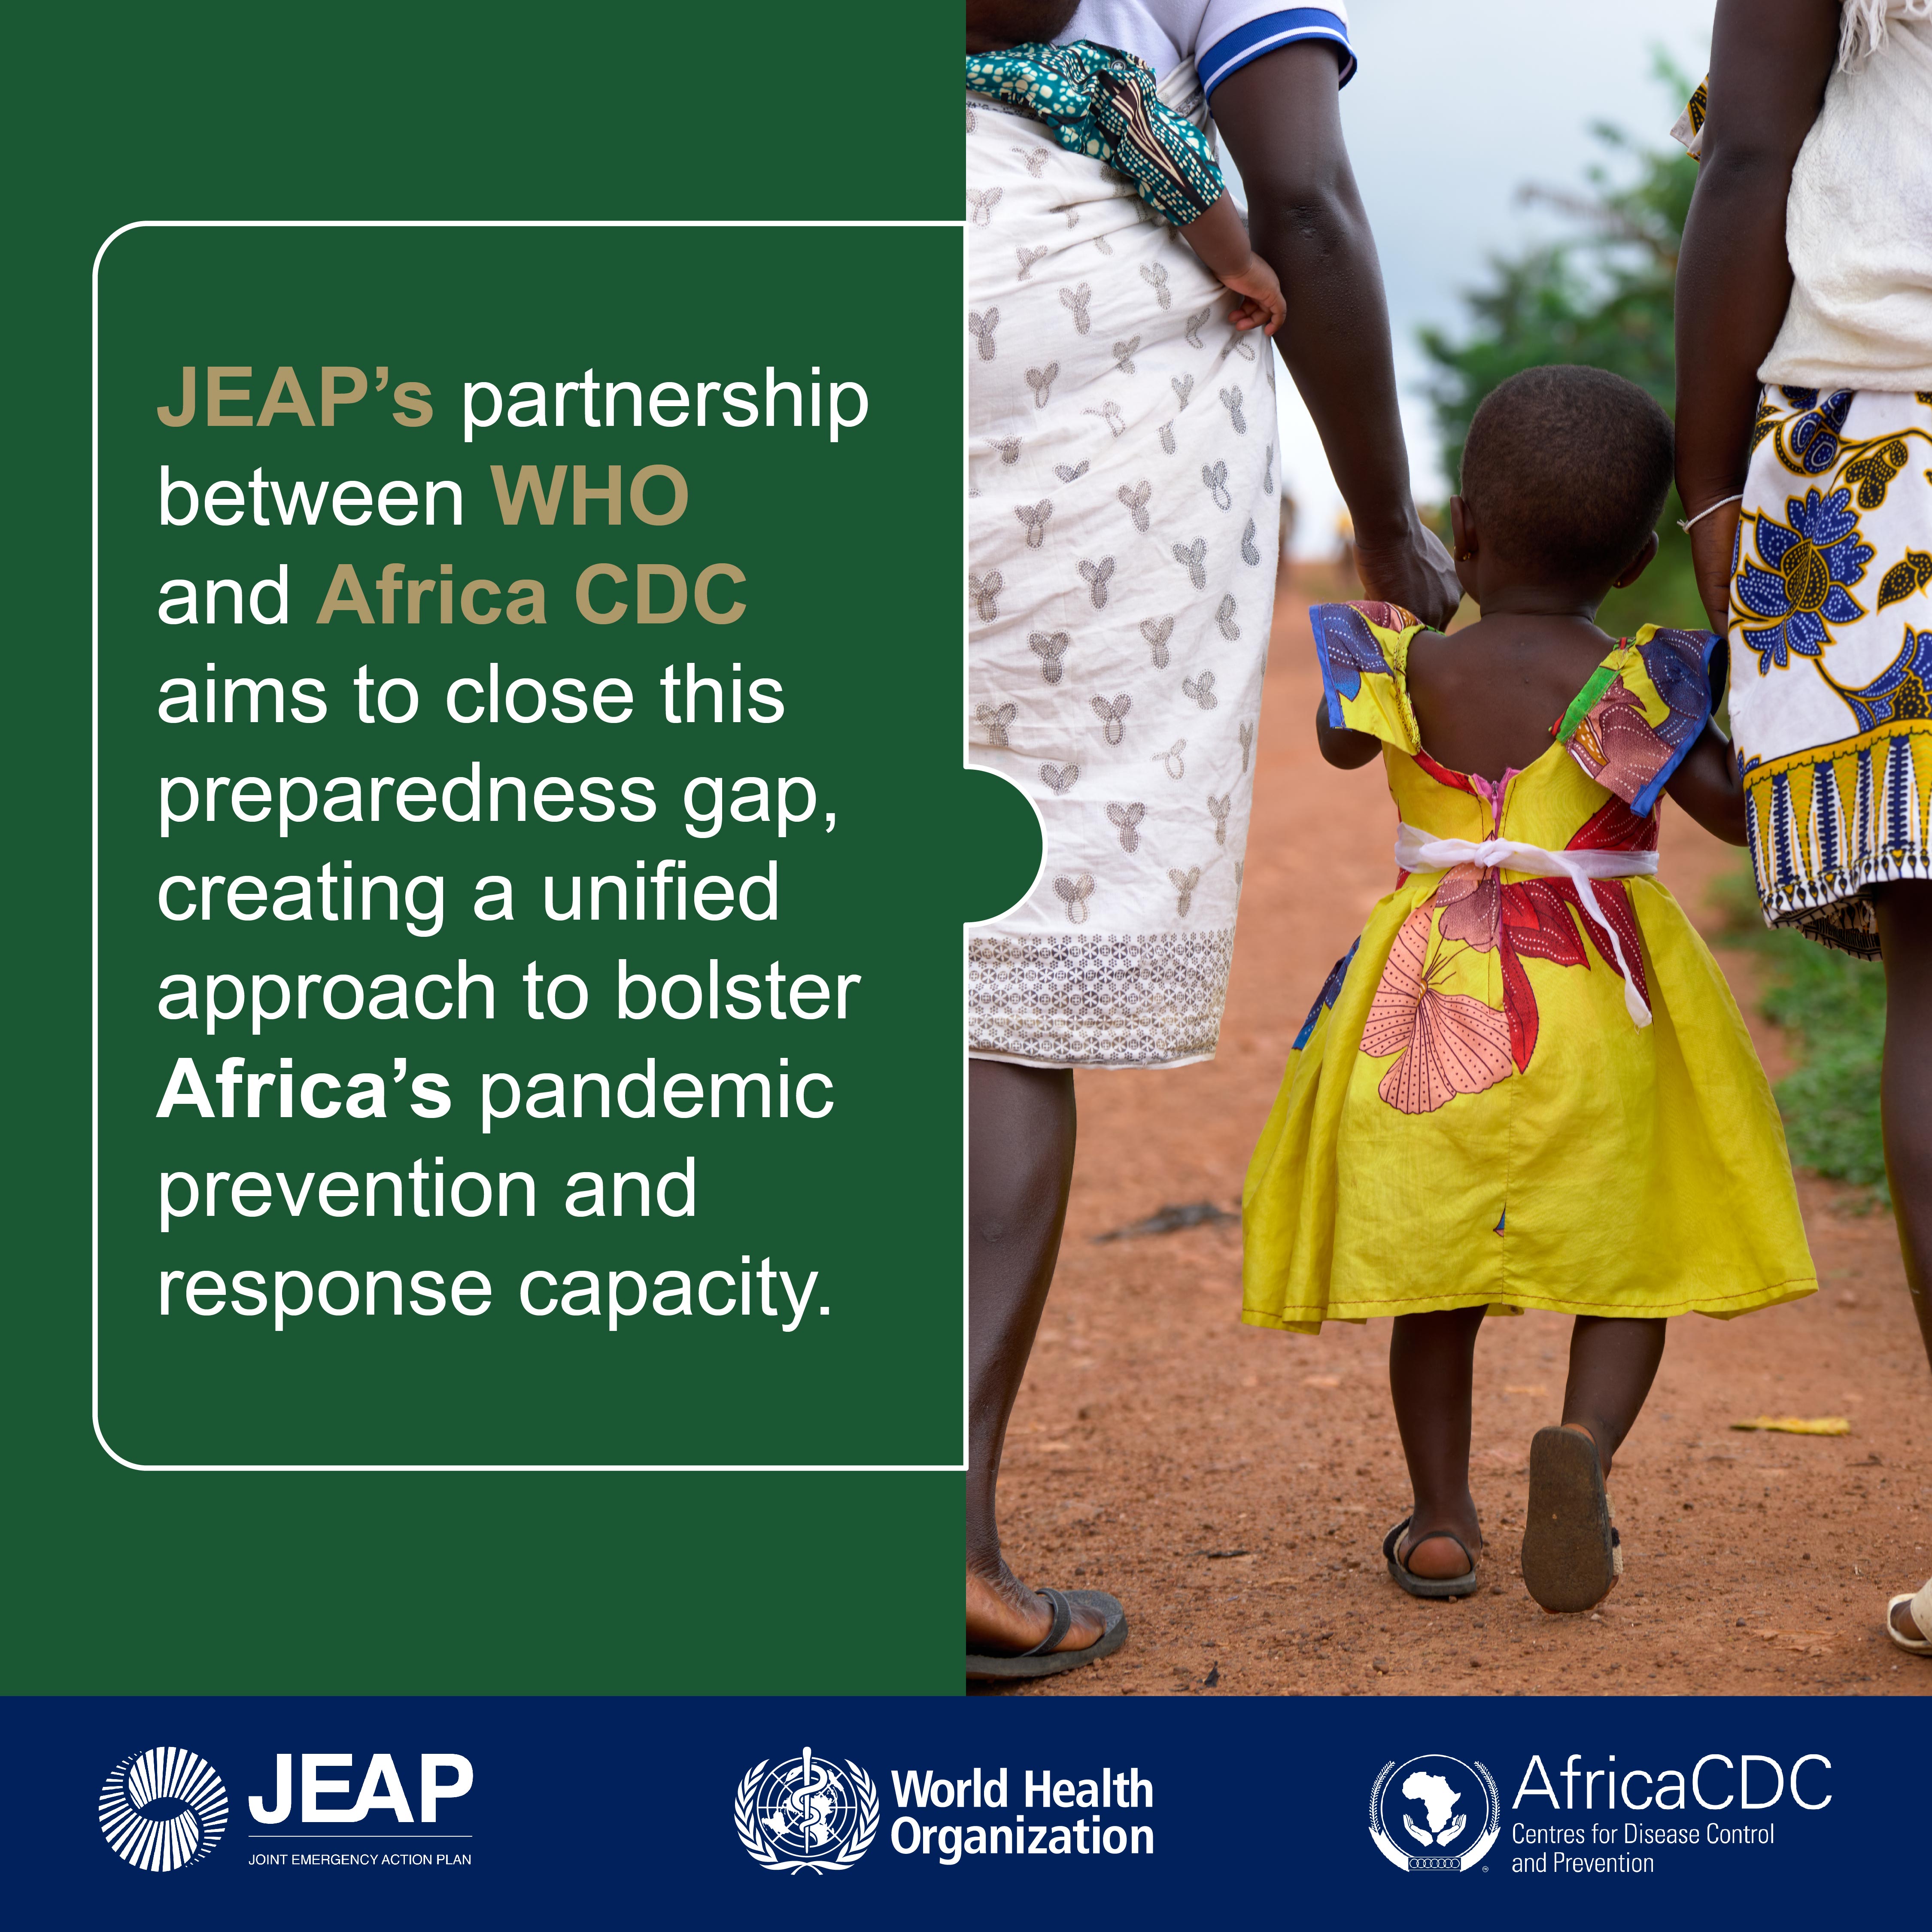 JEAP’s partnership
between WHO
and Africa CDC
aims to close this
preparedness gap,
creating a unified
approach to bolster
Africa’s pandemic
prevention and
response capacity.
JEAP
JOINT EMERGENCY ACTION PLAN
World Health
Organization
AfricaCDC
Centres for Disease Control
and Prevention